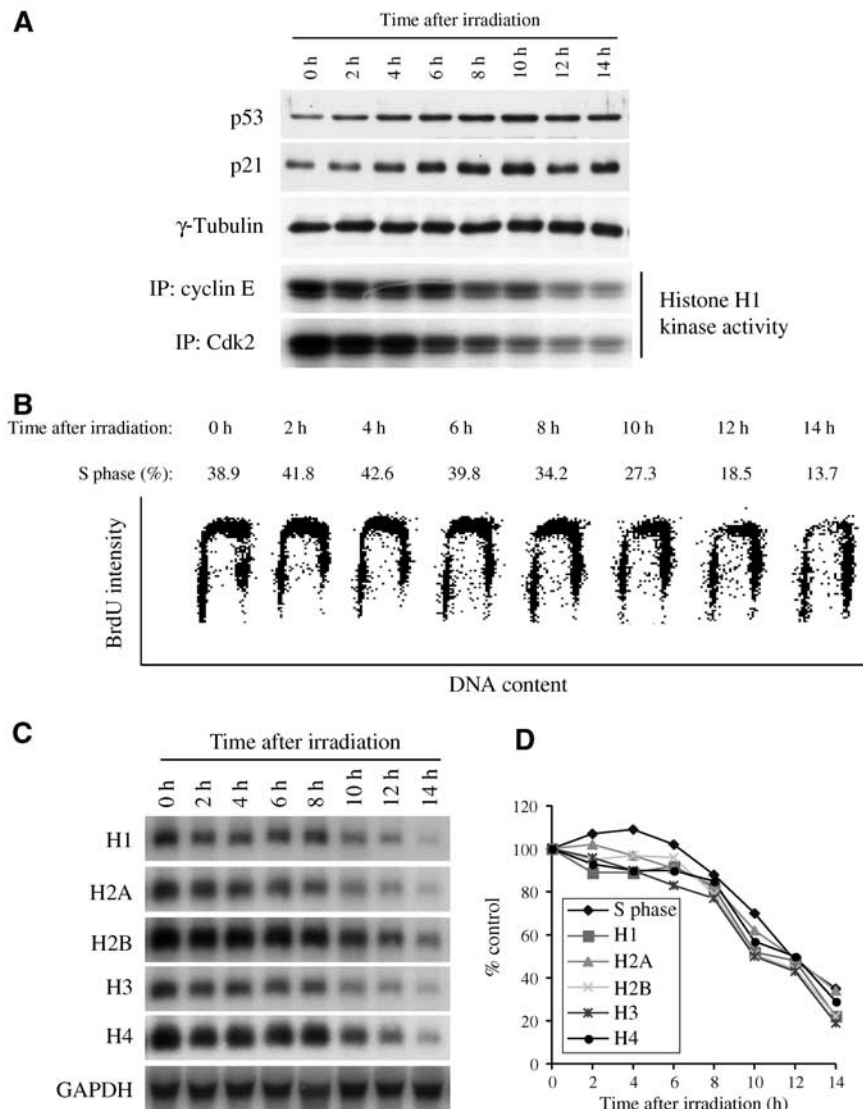 A
Time after irradiation
0 h 2 h 4 h 6 h 8 h 10 h 12 h 14 h
p53
p21
γ-Tubulin
IP: cyclin E
IP: Cdk2
Histone H1
kinase activity
B
Time after irradiation: 0 h 2 h 4 h 6 h 8 h 10 h 12 h 14 h
S phase (%): 38.9 41.8 42.6 39.8 34.2 27.3 18.5 13.7
BrdU intensity
DNA content
C
Time after irradiation
0 h 2 h 4 h 6 h 8 h 10 h 12 h 14 h
H1
H2A
H2B
H3
H4
GAPDH
D
120
100
80
60
40
20
0
% control
S phase
H1
H2A
H2B
H3
H4
0 2 4 6 8 10 12 14
Time after irradiation (h)